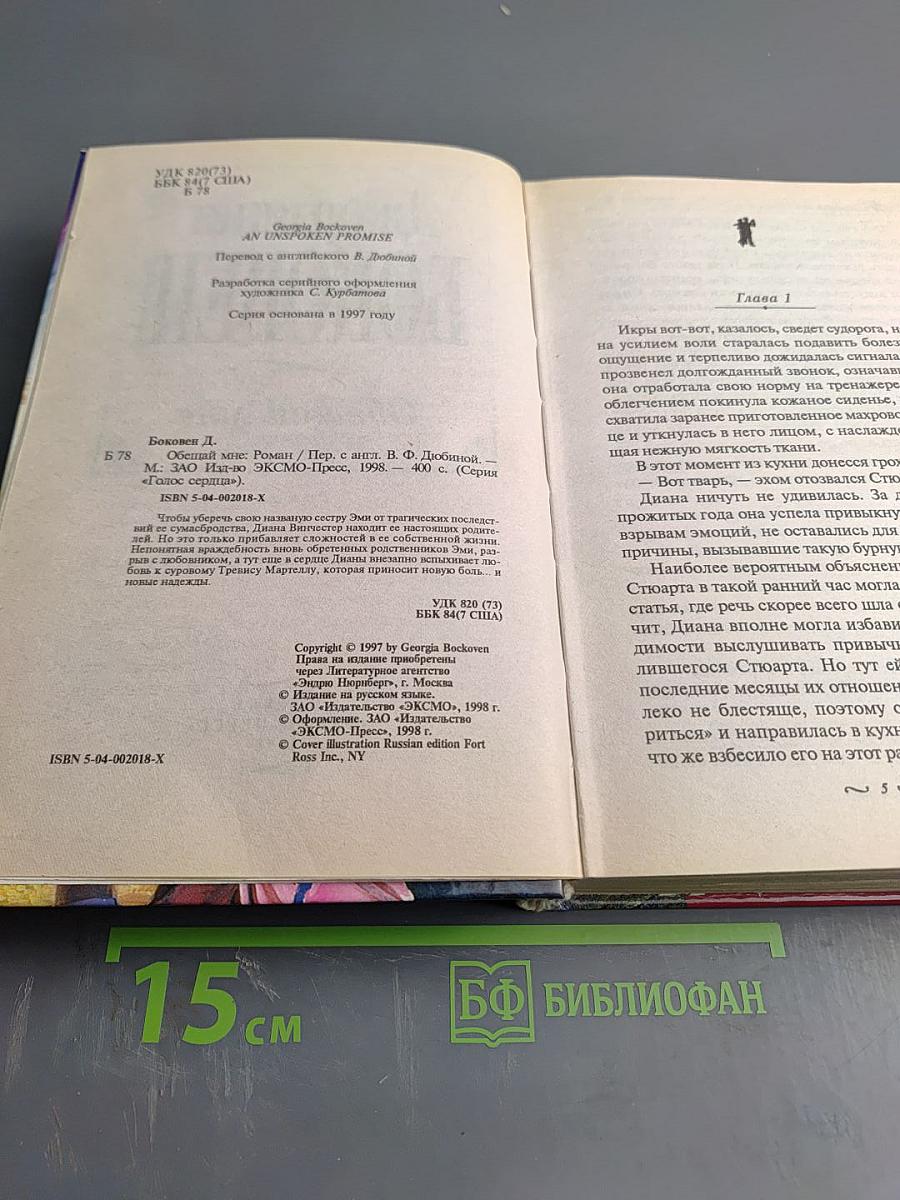 УДК 820(73)
ББК 84(7 США)
Б 78
Georgia Bockoven
AN UNSPOKEN PROMISE
Перевод с английского В. Дюбиной
Разработка серийного оформления
художника С. Курбатова
Серия основана в 1997 году
Боковен Д.
Б 78 Обещай мне: Роман / Пер. с англ. В. Ф. Дюбиной. —
М.: ЗАО Изд-во ЭКСМО-Пресс, 1998. — 400 с. (Серия
«Голос сердца»).
ISBN 5-04-002018-X
Чтобы уберечь свою названую сестру Эми от трагических последст-
вий ее сумасбродства, Диана Винчестер находит ее настоящих родите-
лей. Но это только прибавляет сложностей в ее собственной жизни.
Непонятная враждебность вновь обретенных родственников Эми, раз-
рыв с любовником, а тут еще в сердце Дианы внезапно вспыхивает лю-
бовь к суровому Тревису Мартеллу, которая приносит новую боль... и
новые надежды.
УДК 820 (73)
ББК 84(7 США)
Copyright © 1997 by Georgia Bockoven
Права на издание приобретены
через Литературное агентство
«Эндрю Нюрнберг», г. Москва
© Издание на русском языке.
ЗАО «Издательство «ЭКСМО», 1998 г.
© Оформление. ЗАО «Издательство
«ЭКСМО-Пресс», 1998 г.
© Cover illustration Russian edition Fort
Ross Inc., NY
ISBN 5-04-002018-X
Глава 1
Икры вот-вот, казалось, сведет судорога, н
на усилием воли старалась подавить болез
ощущение и терпеливо дожидалась сигнала
прозвенел долгожданный звонок, означав
она отработала свою норму на тренажере
облегчением покинула кожаное сиденье,
схватила заранее приготовленное махрово
це и уткнулась в него лицом, с наслажде
щая нежную мягкость ткани.
В этот момент из кухни донесся грох
— Вот тварь, — эхом отозвался Стю
Диана ничуть не удивилась. За д
прожитых года она успела привыкну
взрывам эмоций, не оставались для
причины, вызывавшие такую бурну
Наиболее вероятным объяснен
Стюарта в такой ранний час могла
статья, где речь скорее всего шла
чит, Диана вполне могла избави
димости выслушивать привыч
лившегося Стюарта. Но тут ей
последние месяцы их отношен
леко не блестяще, поэтому с
риться» и направилась в кухн
что же взбесило его на этот ра
5
15 см
БФ БИБЛИОФАН